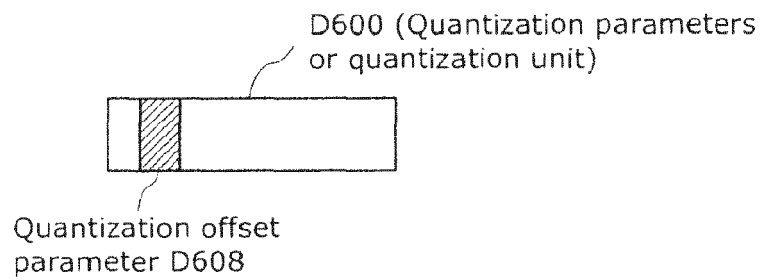 D600 (Quantization parameters
or quantization unit)
Quantization offset
parameter D608